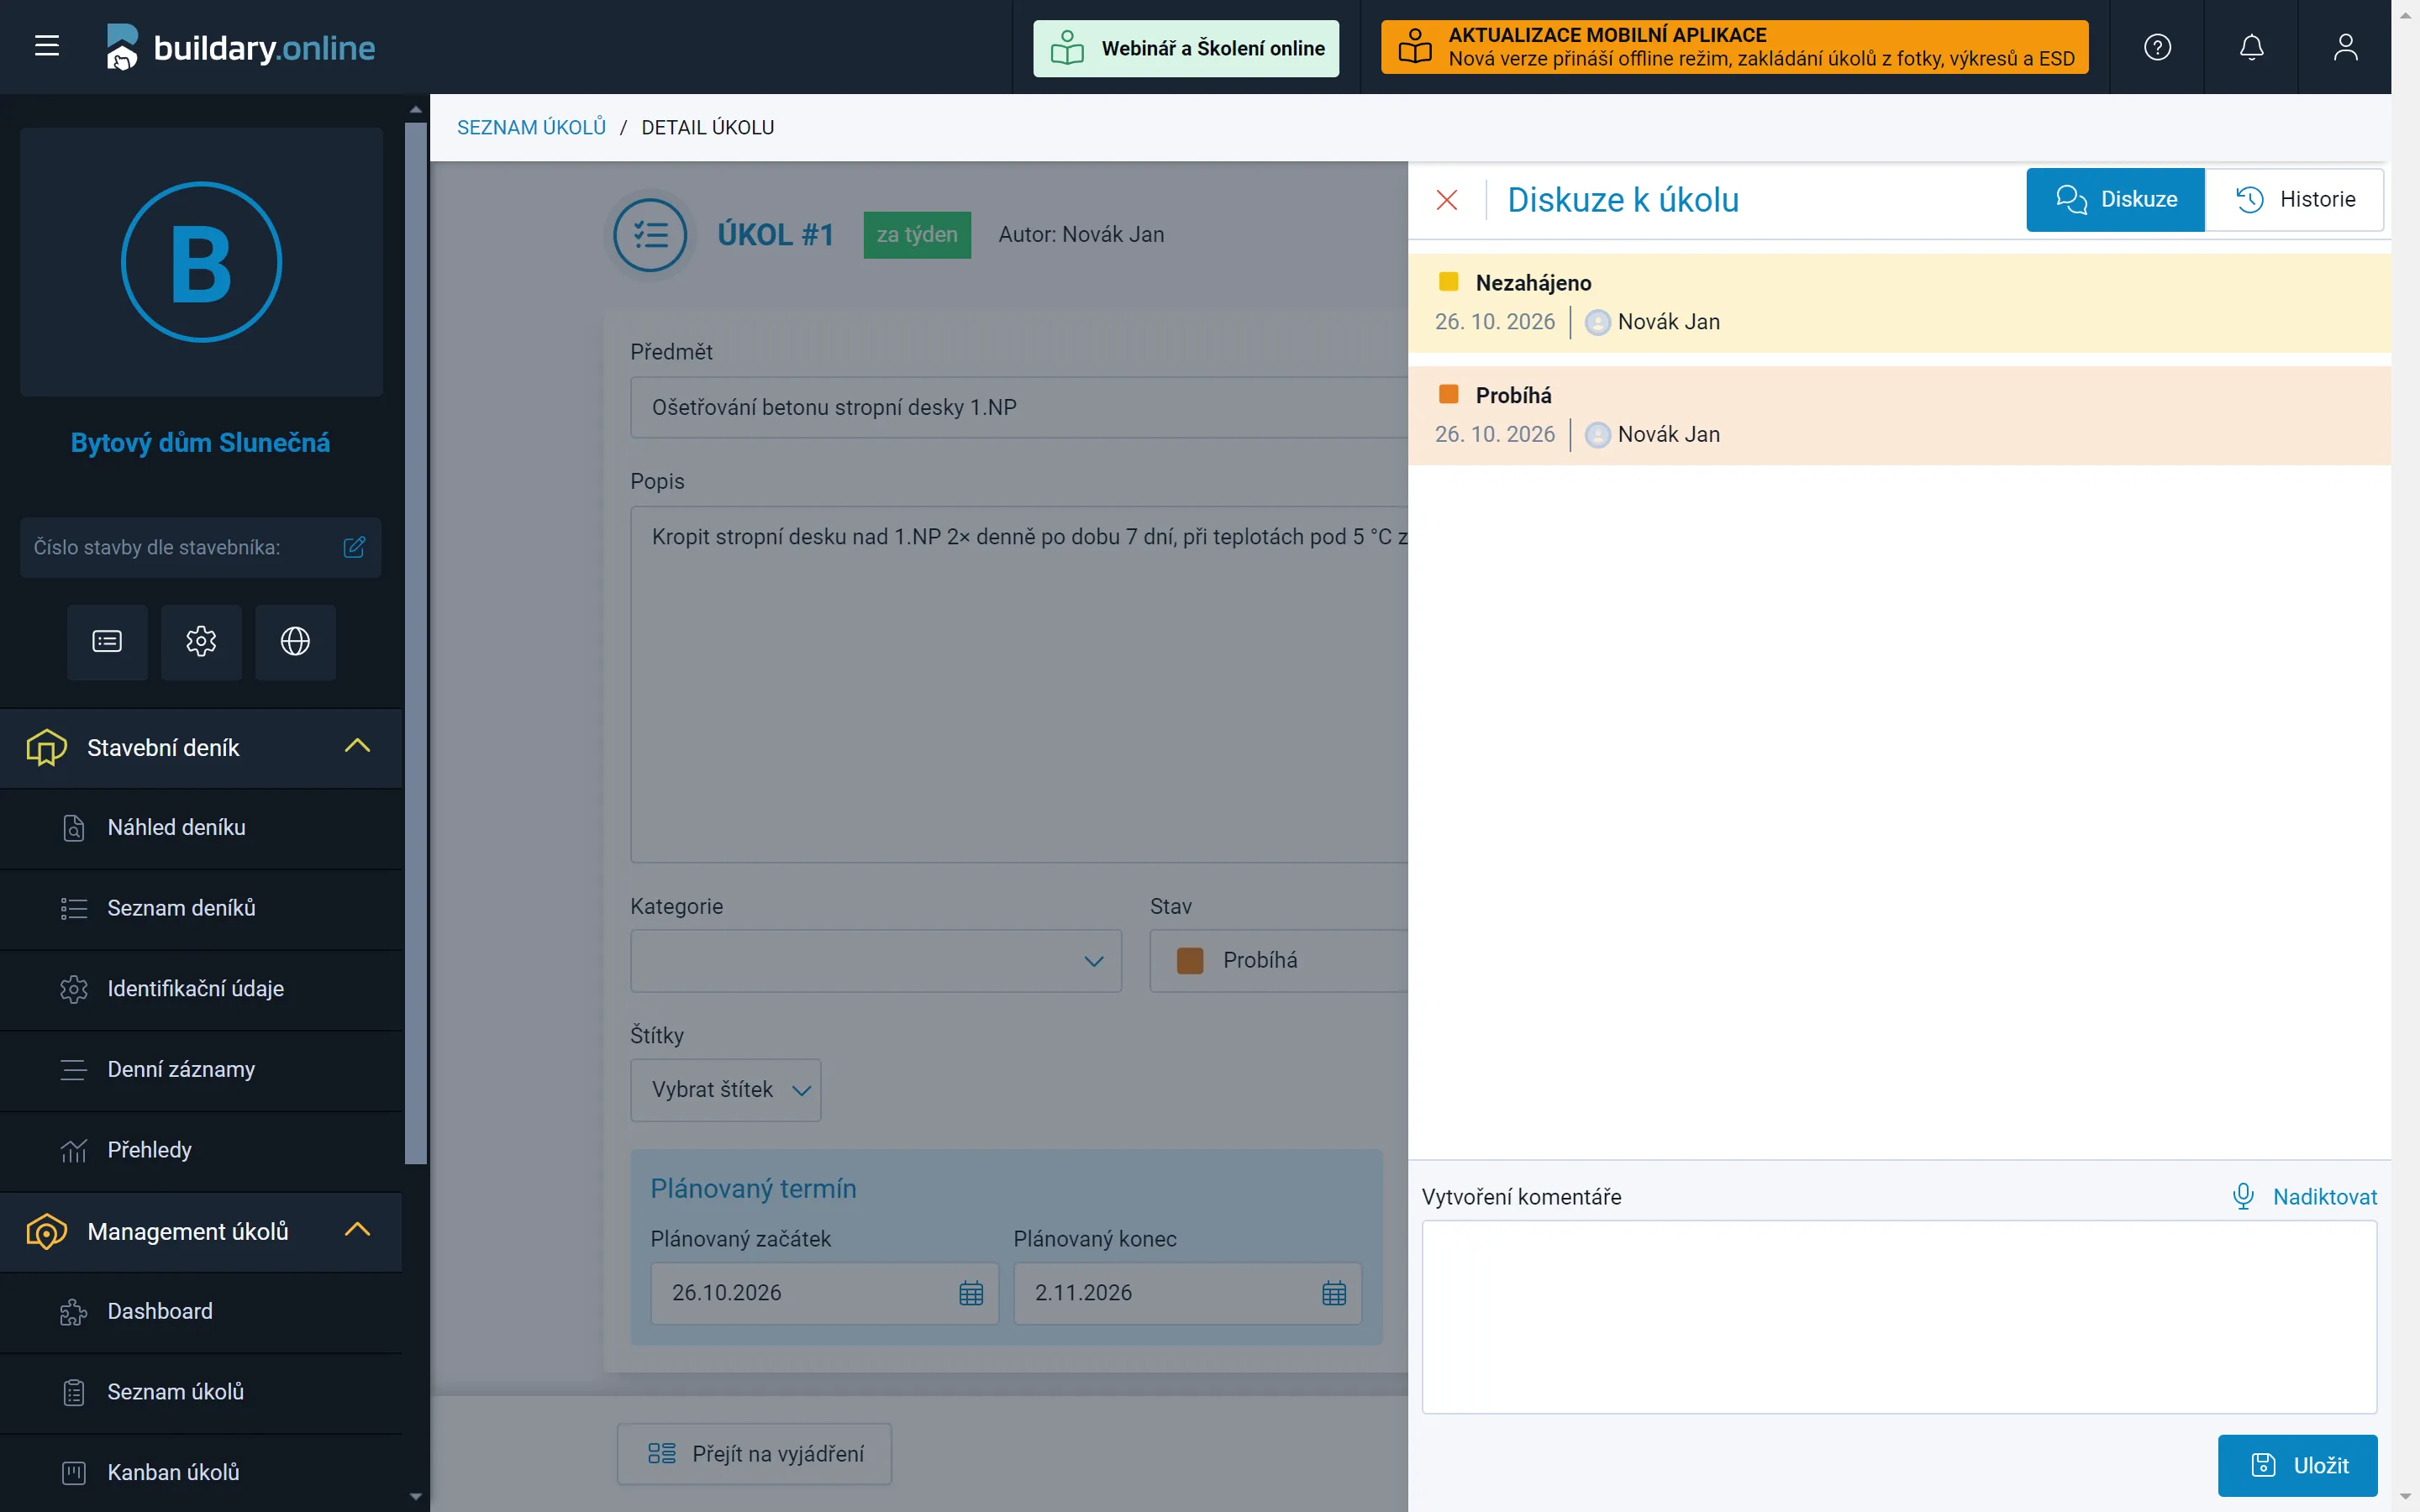 buildary.online
Webinář a Školení online
AKTUALIZACE MOBILNÍ APLIKACE
Nová verze přináší offline režim, zakládání úkolů z fotky, výkresů a ESD
B
Bytový dům Slunečná
Číslo stavby dle stavebníka:
Stavební deník
Náhled deníku
Seznam deníků
Identifikační údaje
Denní záznamy
Přehledy
Management úkolů
Dashboard
Seznam úkolů
Kanban úkolů
SEZNAM ÚKOLŮ / DETAIL ÚKOLU
ÚKOL #1 za týden Autor: Novák Jan
Předmět
Ošetřování betonu stropní desky 1.NP
Popis
Kropit stropní desku nad 1.NP 2× denně po dobu 7 dní, při teplotách pod 5 °C z
Kategorie
Stav
Probíhá
Štítky
Vybrat štítek
Plánovaný termín
Plánovaný začátek
Plánovaný konec
26.10.2026
2.11.2026
Přejít na vyjádření
Diskuze k úkolu
Diskuze
Historie
Nezahájeno
26. 10. 2026 Novák Jan
Probíhá
26. 10. 2026 Novák Jan
Vytvoření komentáře
Nadiktovat
Uložit